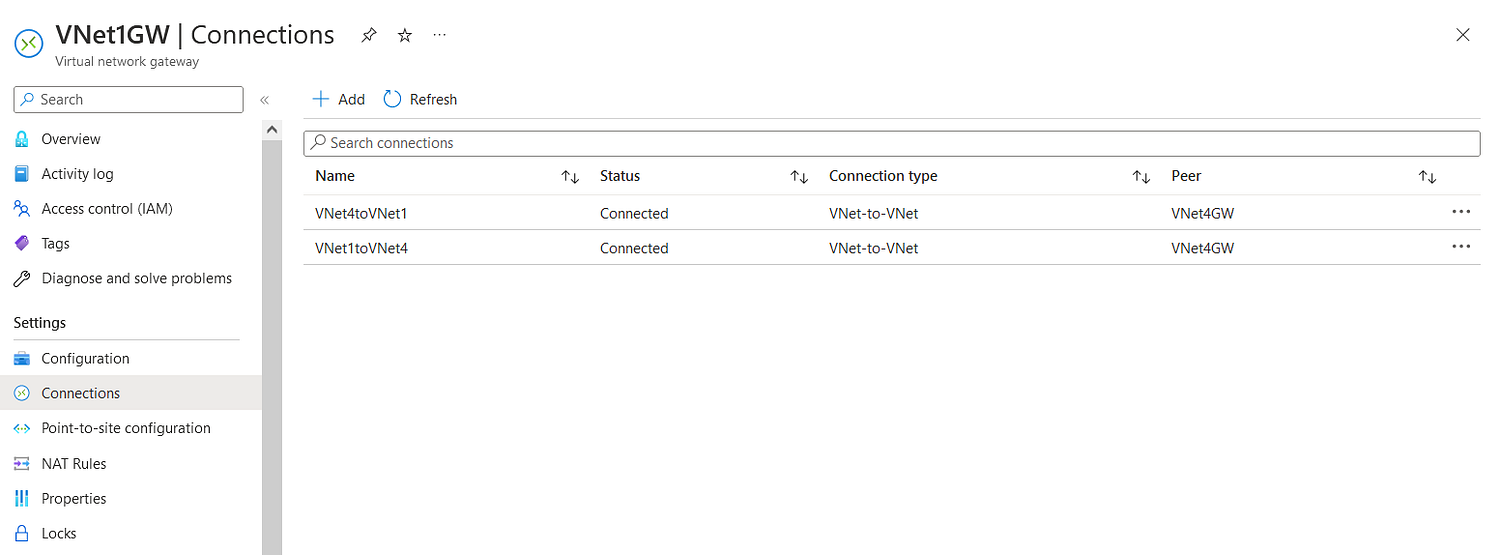 VNet1GW | Connections
Virtual network gateway
Search
Overview
Activity log
Access control (IAM)
Tags
Diagnose and solve problems
Settings
Configuration
Connections
Point-to-site configuration
NAT Rules
Properties
Locks
Add Refresh
Search connections
Name Status Connection type Peer
VNet4toVNet1 Connected VNet-to-VNet VNet4GW
VNet1toVNet4 Connected VNet-to-VNet VNet4GW